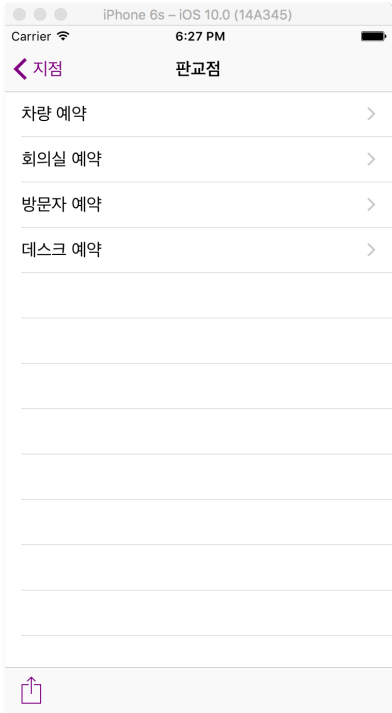 iPhone 6s – iOS 10.0 (14A345)
Carrier 6:27 PM
지점 판교점
차량 예약
회의실 예약
방문자 예약
데스크 예약